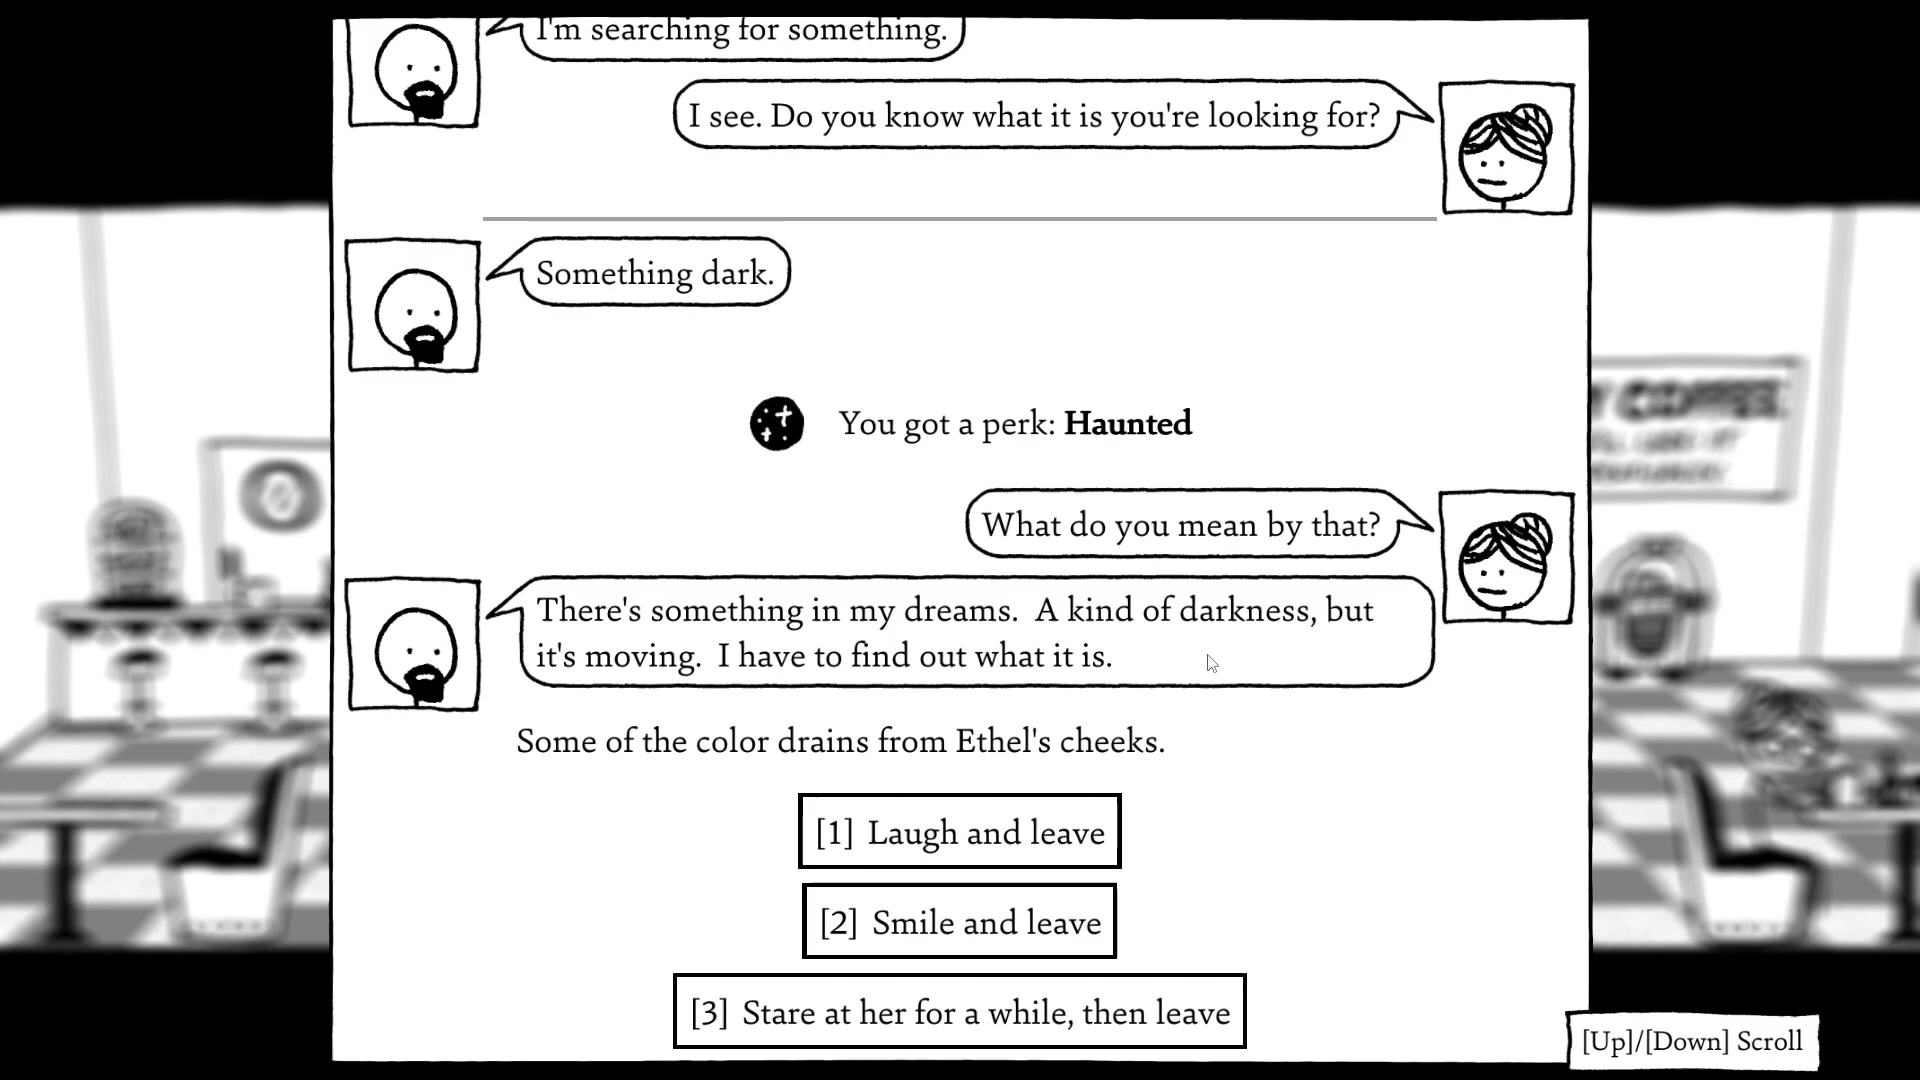 I'm searching for something.
I see. Do you know what it is you're looking for?
Something dark.
You got a perk: Haunted
What do you mean by that?
There's something in my dreams.  A kind of darkness, but
it's moving.  I have to find out what it is.
Some of the color drains from Ethel's cheeks.
[1] Laugh and leave
[2] Smile and leave
[3] Stare at her for a while, then leave
COFFEE
[Up]/[Down] Scroll